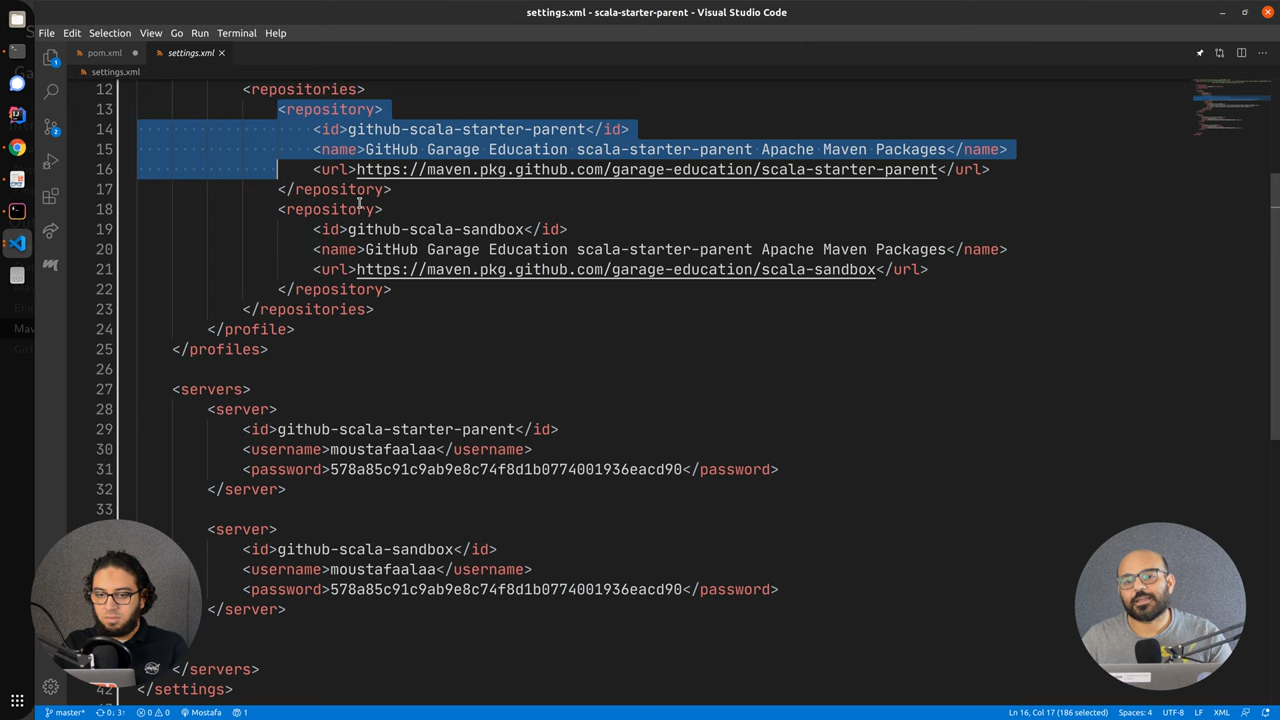 settings.xml - scala-starter-parent - Visual Studio Code
File Edit Selection View Go Run Terminal Help
pom.xml settings.xml
settings.xml
12 <repositories>
13 <repository>
14 <id>github-scala-starter-parent</id>
15 <name>GitHub Garage Education scala-starter-parent Apache Maven Packages</name>
16 <url>https://maven.pkg.github.com/garage-education/scala-starter-parent</url>
17 </repository>
18 <repository>
19 <id>github-scala-sandbox</id>
20 <name>GitHub Garage Education scala-starter-parent Apache Maven Packages</name>
21 <url>https://maven.pkg.github.com/garage-education/scala-sandbox</url>
22 </repository>
23 </repositories>
24 </profile>
25 </profiles>
26
27 <servers>
28 <server>
29 <id>github-scala-starter-parent</id>
30 <username>moustafaalaa</username>
31 <password>578a85c91c9ab9e8c74f8d1b0774001936eacd90</password>
32 </server>
33
<server>
<id>github-scala-sandbox</id>
<username>moustafaalaa</username>
<password>578a85c91c9ab9e8c74f8d1b0774001936eacd90</password>
</server>
</servers>
42 </settings>
master* 0↓ 3↑ 0 0 Mostafa 1 Ln 16, Col 17 (186 selected) Spaces: 4 UTF-8 LF XML